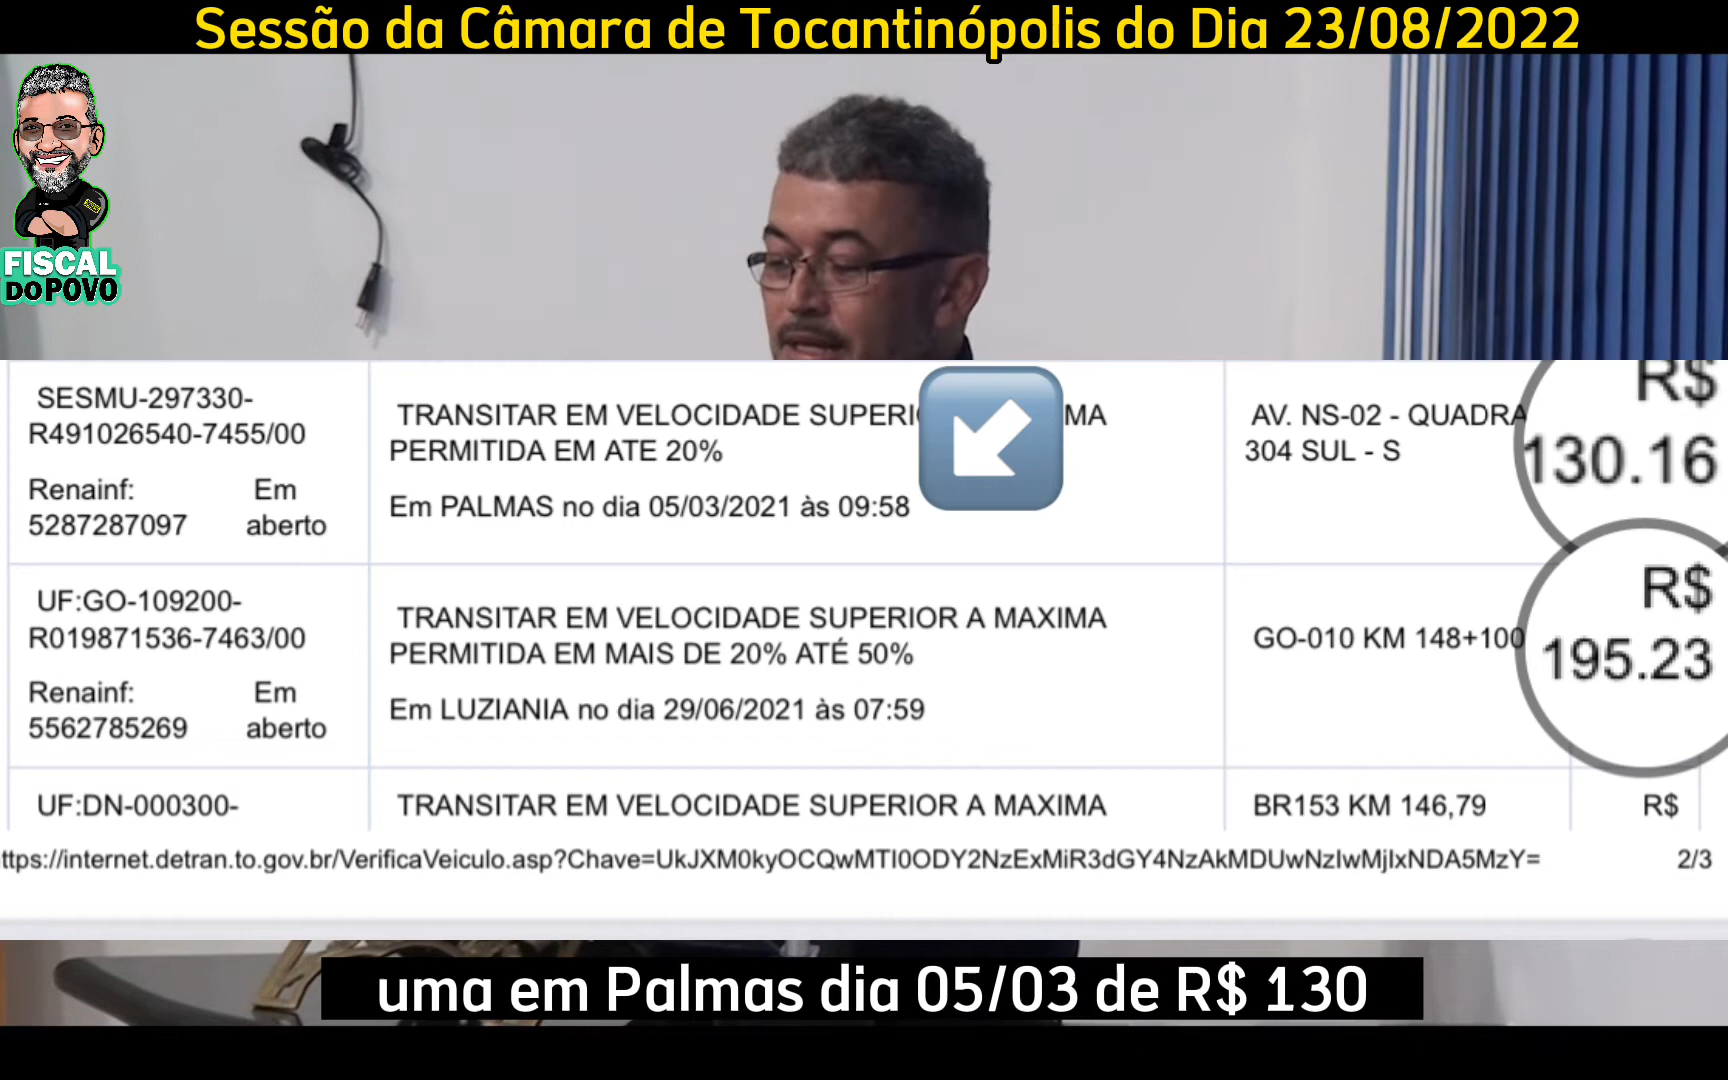 Sessão da Câmara de Tocantinópolis do Dia 23/08/2022
FISCAL
DO POVO
SESMU-297330-
R491026540-7455/00
Renainf: Em
5287287097 aberto
TRANSITAR EM VELOCIDADE MA
PERMITIDA EM ATE 20%
Em PALMAS no dia 05/03/2021 às 09:58
AV. NS-02 - QUADRA
304 SUL - S
R$
130.16
UF:GO-109200-
R019871536-7463/00
Renainf: Em
5562785269 aberto
TRANSITAR EM VELOCIDADE SUPERIOR A MAXIMA
PERMITIDA EM MAIS DE 20% ATÉ 50%
Em LUZIANIA no dia 29/06/2021 às 07:59
GO-010 KM 148+100
R$
195.23
UF:DN-000300-
TRANSITAR EM VELOCIDADE SUPERIOR A MAXIMA
BR153 KM 146,79
R$
ttps://internet.detran.to.gov.br/VerificaVeiculo.asp?Chave=UkJXM0kyOCQwMTI0ODY2NzExMiR3dGY4NzAkMDUwNzIwMjIxNDA5MzY=
2/3
uma em Palmas dia 05/03 de R$ 130